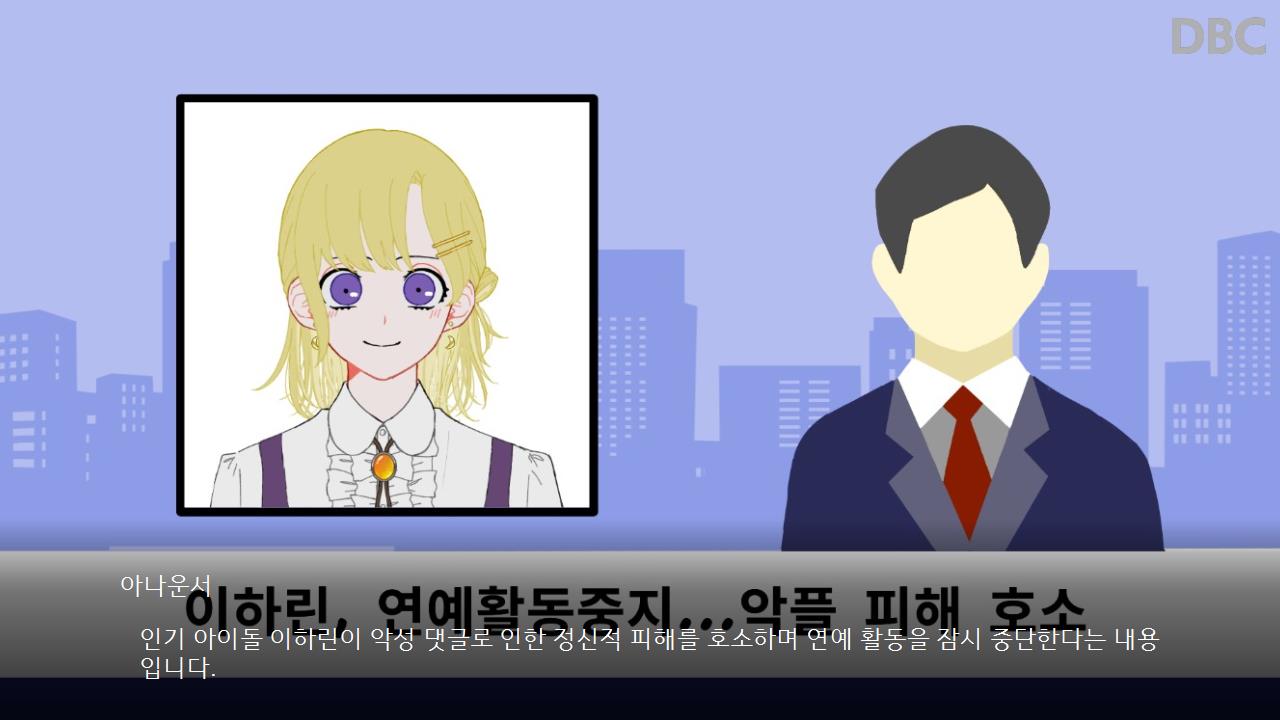 DBC
아나운서
이하린, 연예활동중지...악플 피해 호소
인기 아이돌 이하린이 악성 댓글로 인한 정신적 피해를 호소하며 연예 활동을 잠시 중단한다는 내용
입니다.